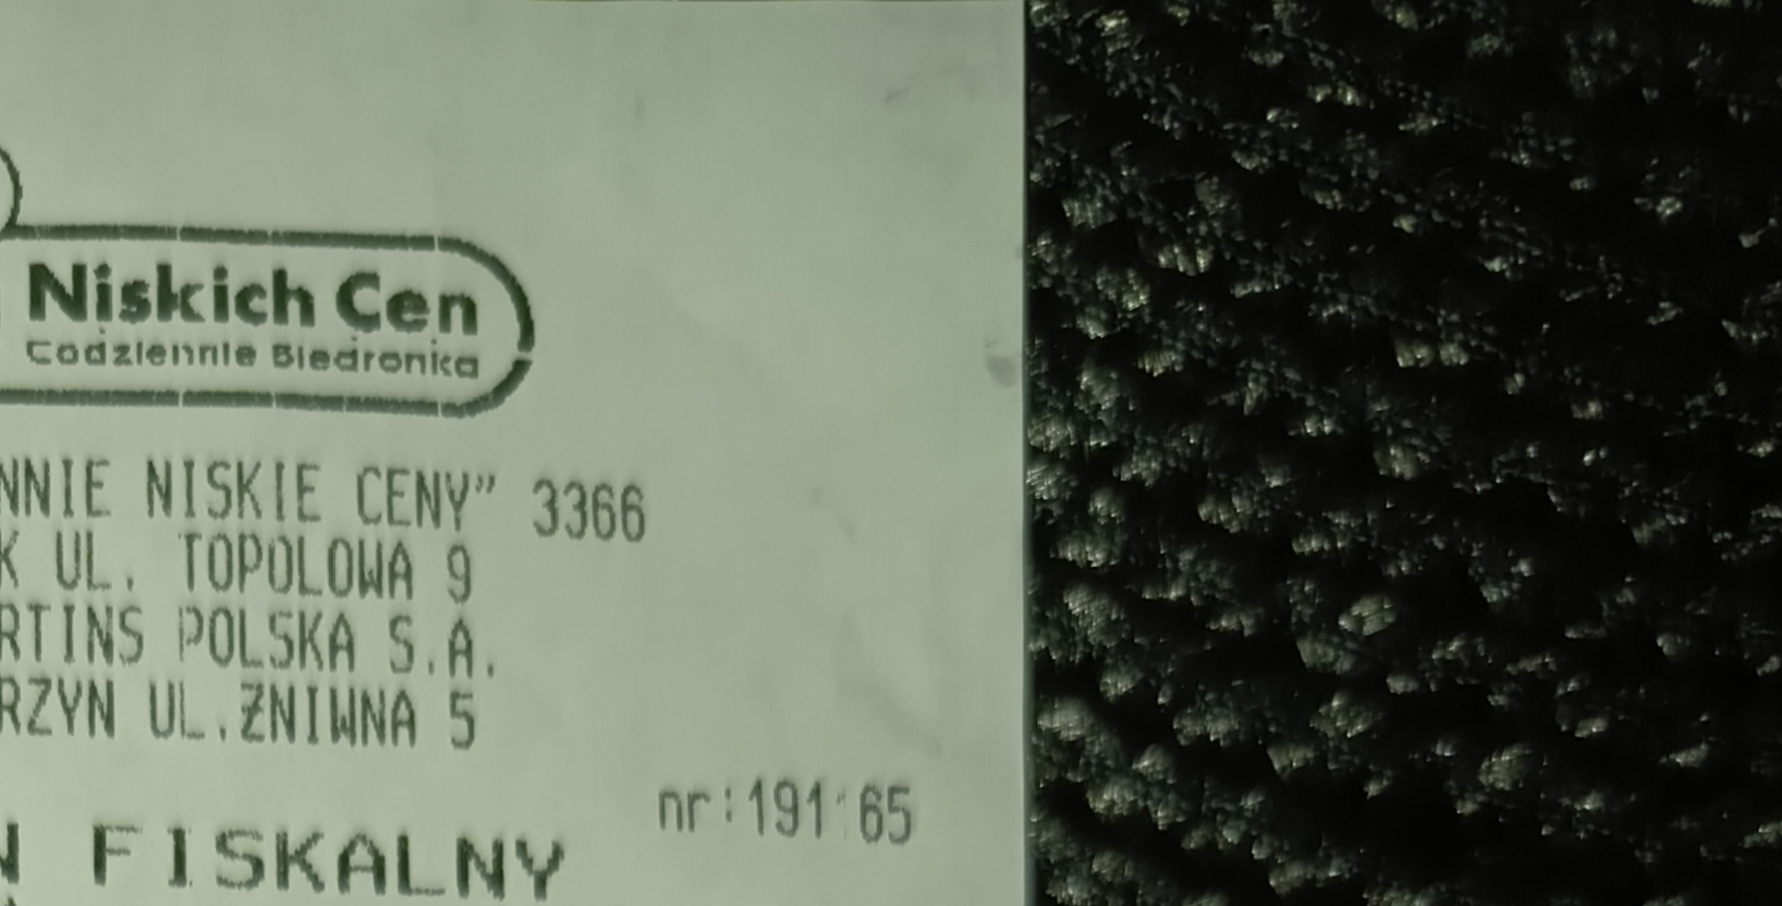 Niskich Cen
Codziennie Biedronka
NNIE NISKIE CENY" 3366
K UL. TOPOLOWA 9
RTINS POLSKA S.A.
RZYN UL.ŻNIWNA 5
nr:191165
N FISKALNY